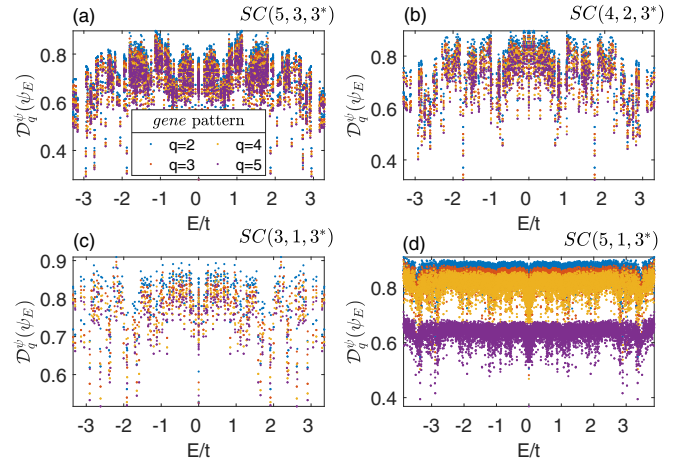 (a) SC(5, 3, 3*)
0.8
0.6
0.4
D_q^ψ(ψ_E)
gene pattern
q=2 q=4
q=3 q=5
-3 -2 -1 0 1 2 3
E/t
(b) SC(4, 2, 3*)
0.8
0.6
0.4
D_q^ψ(ψ_E)
-3 -2 -1 0 1 2 3
E/t
(c) SC(3, 1, 3*)
0.9
0.8
0.7
0.6
D_q^ψ(ψ_E)
-3 -2 -1 0 1 2 3
E/t
(d) SC(5, 1, 3*)
0.8
0.6
0.4
D_q^ψ(ψ_E)
-3 -2 -1 0 1 2 3
E/t